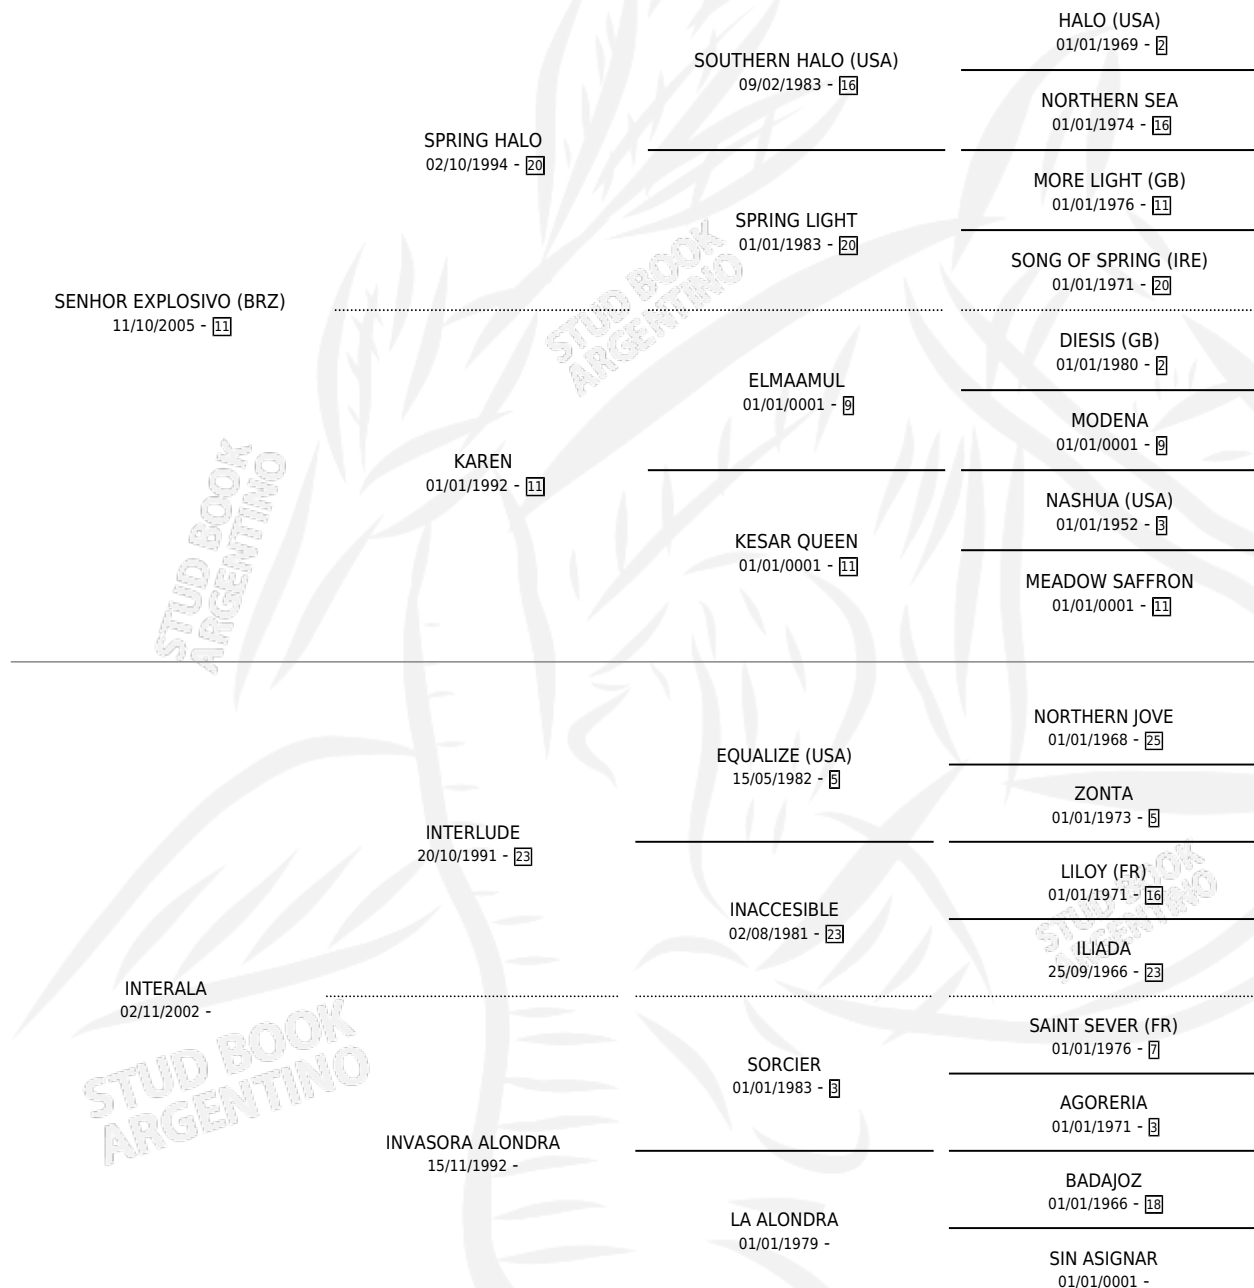 HALO (USA)
01/01/1969 - 2
SOUTHERN HALO (USA)
09/02/1983 - 16
NORTHERN SEA
01/01/1974 - 16
SPRING HALO
02/10/1994 - 20
MORE LIGHT (GB)
01/01/1976 - 11
SPRING LIGHT
01/01/1983 - 20
SONG OF SPRING (IRE)
01/01/1971 - 20
STUD BOOK
ARGENTINO
SENHOR EXPLOSIVO (BRZ)
11/10/2005 - 11
DIESIS (GB)
01/01/1980 - 2
ELMAAMUL
01/01/0001 - 9
MODENA
01/01/0001 - 9
KAREN
01/01/1992 - 11
NASHUA (USA)
01/01/1952 - 3
KESAR QUEEN
01/01/0001 - 11
MEADOW SAFFRON
01/01/0001 - 11
STUD BOOK
ARGENTINO
NORTHERN JOVE
01/01/1968 - 25
EQUALIZE (USA)
15/05/1982 - 5
ZONTA
01/01/1973 - 5
INTERLUDE
20/10/1991 - 23
LILOY (FR)
01/01/1971 - 16
INACCESIBLE
02/08/1981 - 23
ILIADA
25/09/1966 - 23
STUD BOOK
ARGENTINO
INTERALA
02/11/2002 -
SAINT SEVER (FR)
01/01/1976 - 7
SORCIER
01/01/1983 - 3
AGORERIA
01/01/1971 - 3
STUD BOOK
ARGENTINO
INVASORA ALONDRA
15/11/1992 -
BADAJOZ
01/01/1966 - 18
LA ALONDRA
01/01/1979 -
SIN ASIGNAR
01/01/0001 -